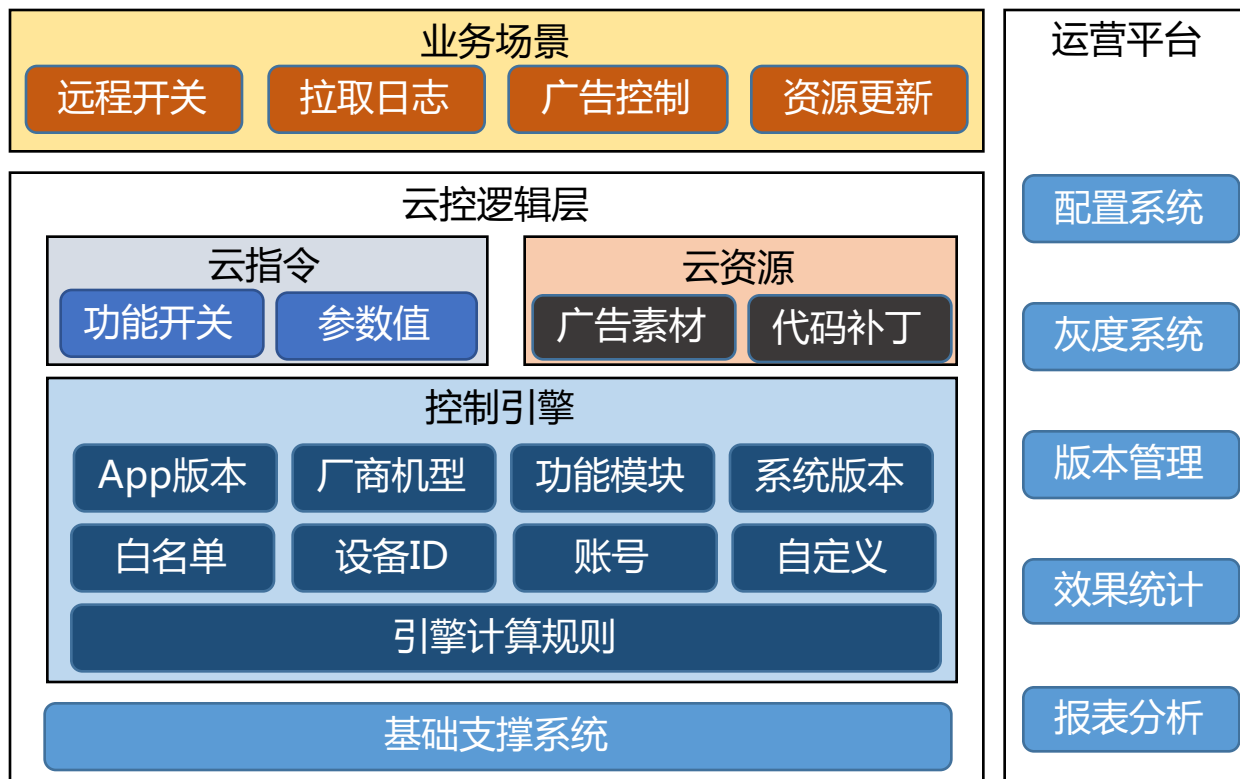 业务场景
远程开关 拉取日志 广告控制 资源更新
云控逻辑层
云指令
功能开关 参数值
云资源
广告素材 代码补丁
控制引擎
App版本 厂商机型 功能模块 系统版本
白名单 设备ID 账号 自定义
引擎计算规则
基础支撑系统
运营平台
配置系统
灰度系统
版本管理
效果统计
报表分析